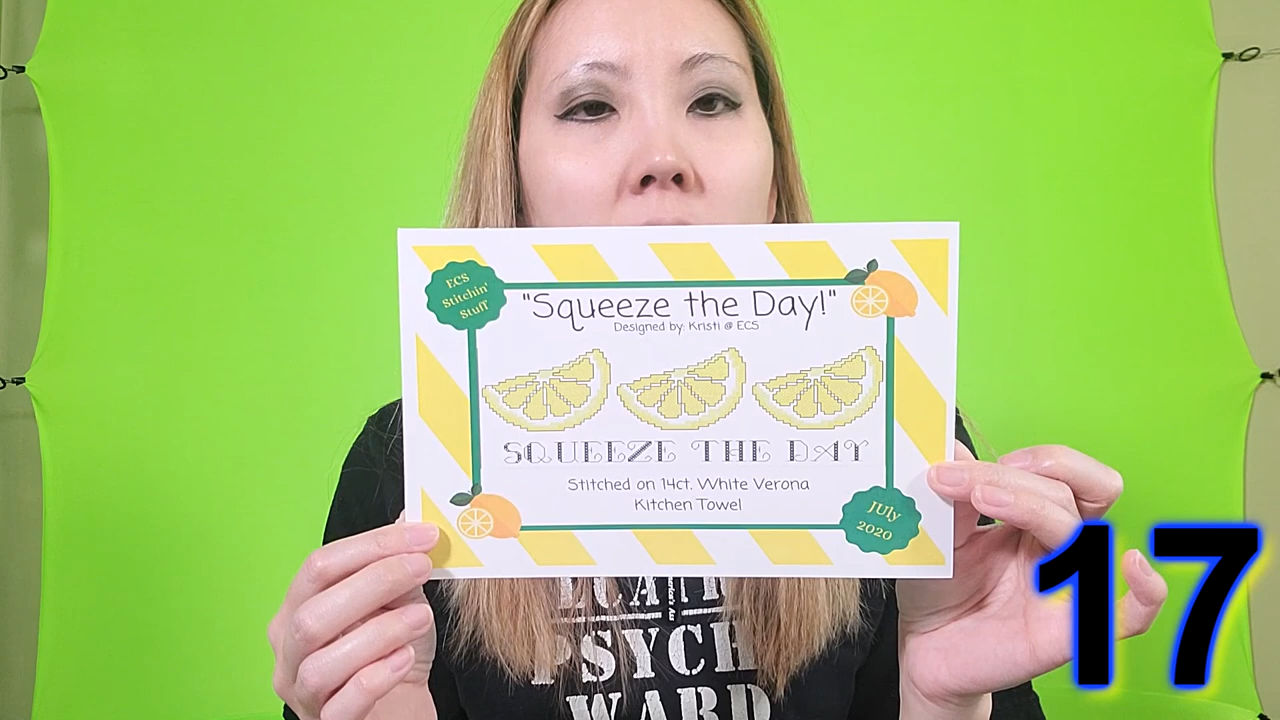 ECS
Stitchin'
Stuff
"Squeeze the Day!"
Designed by: Kristi @ ECS
SQUEEZE THE DAY
Stitched on 14ct. White Verona
Kitchen Towel
JUly
2020
17
PSYCH
WARD